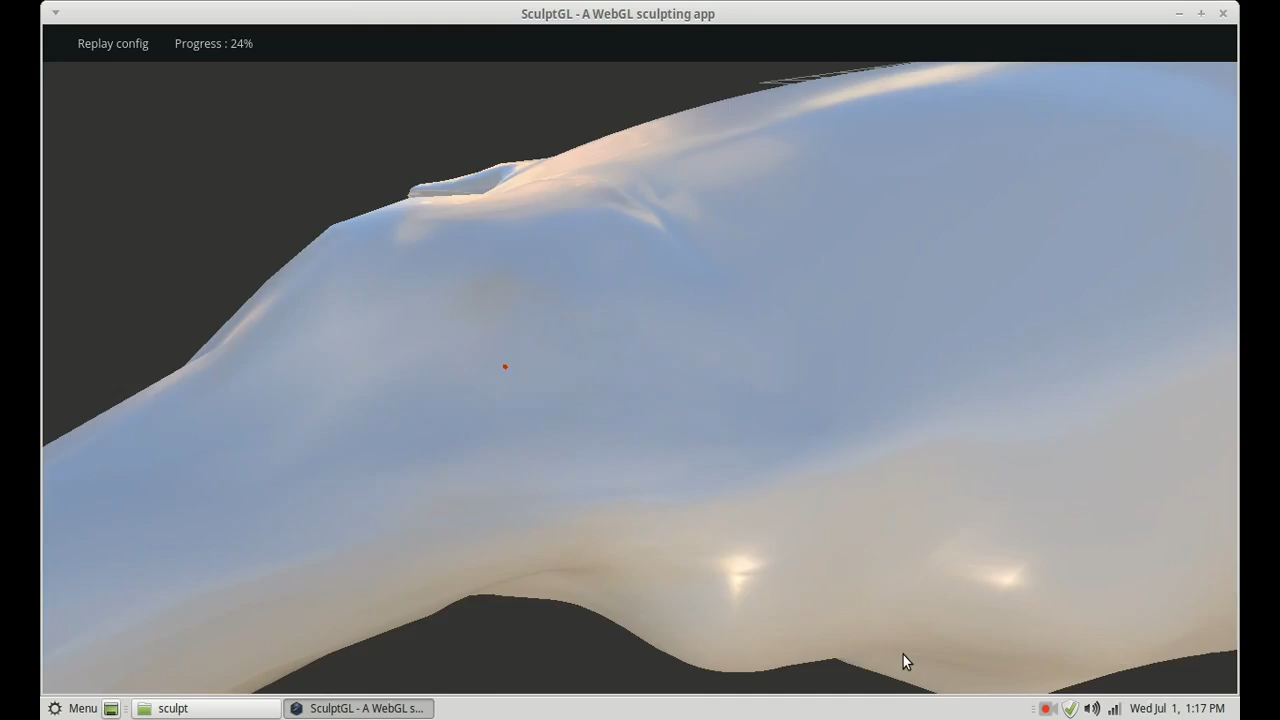 SculptGL - A WebGL sculpting app
Replay config Progress : 24%
Menu sculpt SculptGL - A WebGL s... Wed Jul 1, 1:17 PM